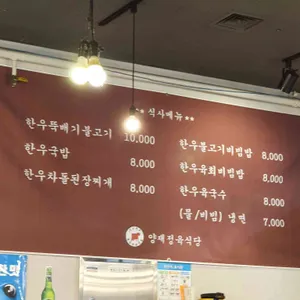 ** 식사메뉴 **
한우뚝배기불고기 10,000
한우국밥 8,000
한우차돌된장찌개 8,000
한우불고기비빔밥 8,000
한우육회비빔밥 8,000
한우육국수 8,000
(물/비빔) 냉면 7,000
양재정육식당